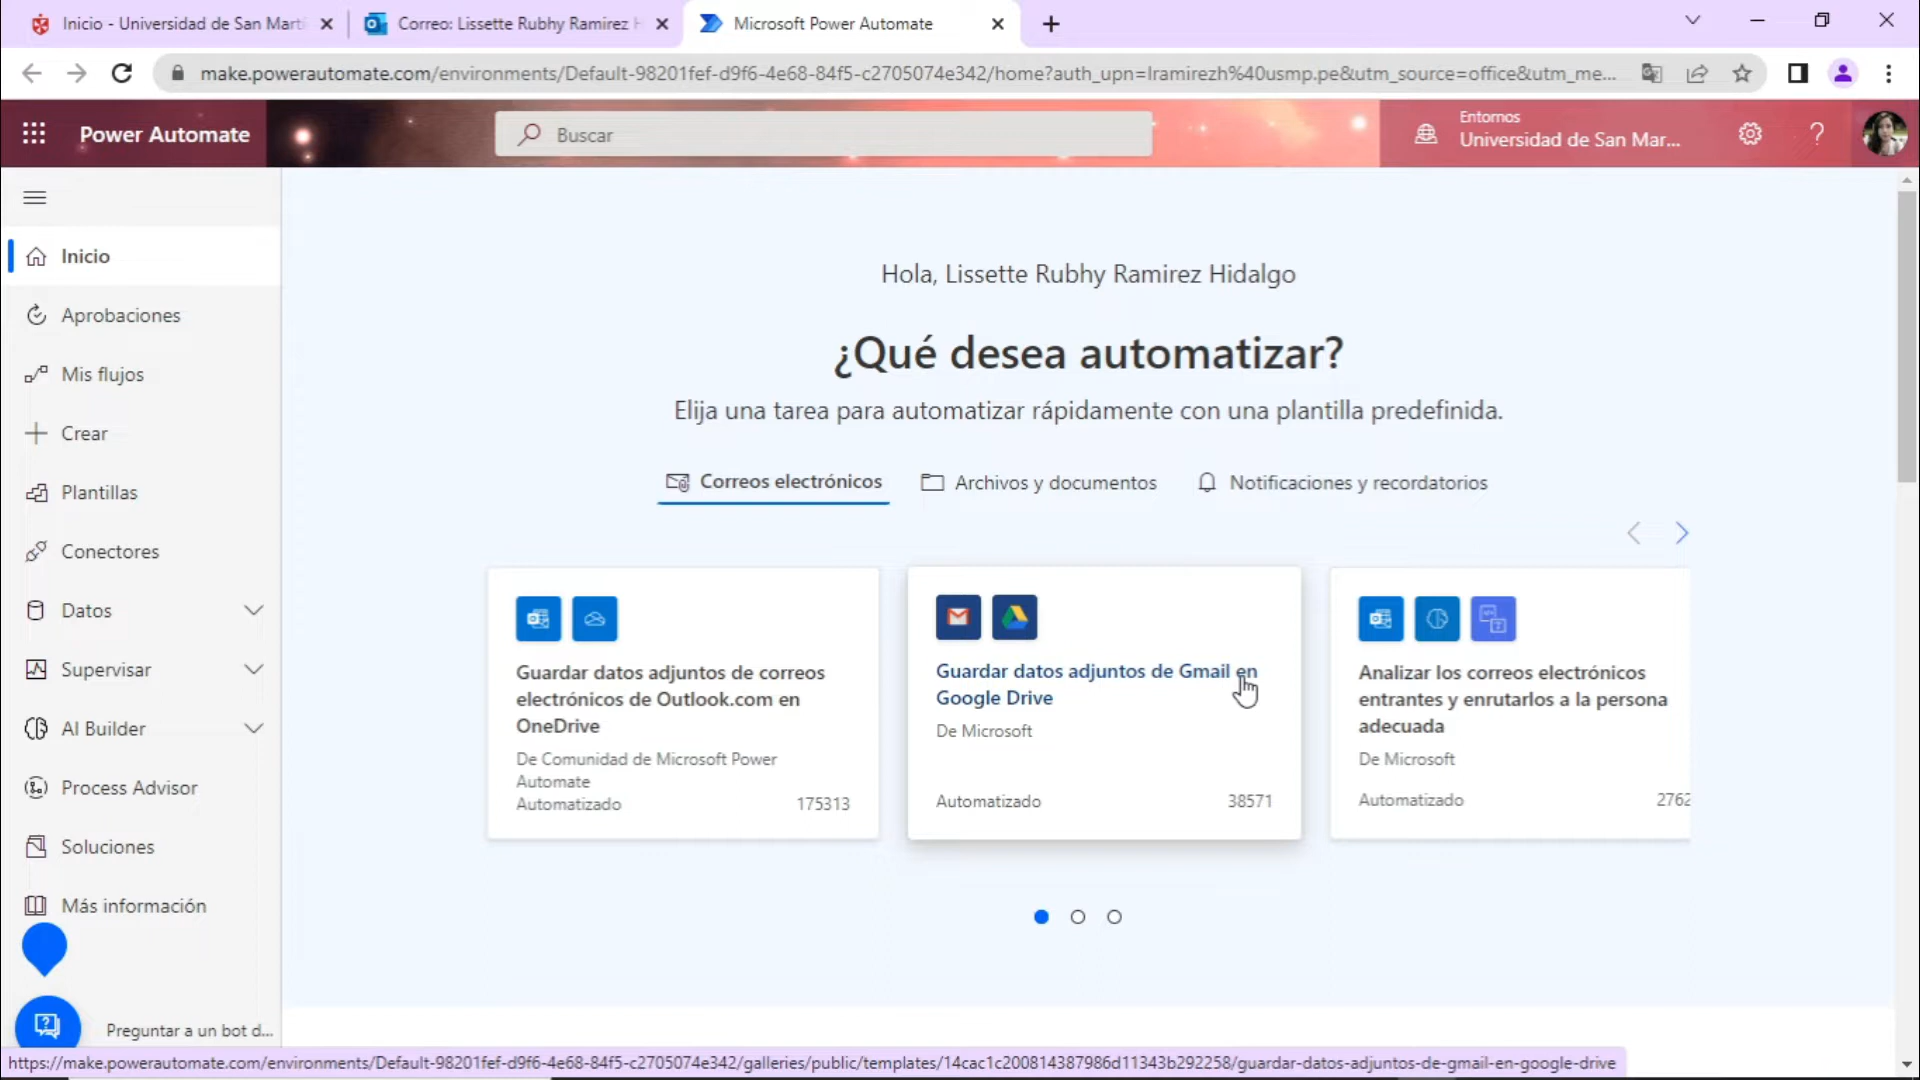 Inicio - Universidad de San Martí
Correo: Lissette Rubhy Ramirez H
Microsoft Power Automate
make.powerautomate.com/environments/Default-98201fef-d9f6-4e68-84f5-c2705074e342/home?auth_upn=lramirezh%40usmp.pe&utm_source=office&utm_me...
Power Automate
Buscar
Entornos
Universidad de San Mar...
Inicio
Aprobaciones
Mis flujos
Crear
Plantillas
Conectores
Datos
Supervisar
AI Builder
Process Advisor
Soluciones
Más información
Preguntar a un bot d...
Hola, Lissette Rubhy Ramirez Hidalgo
¿Qué desea automatizar?
Elija una tarea para automatizar rápidamente con una plantilla predefinida.
Correos electrónicos
Archivos y documentos
Notificaciones y recordatorios
Guardar datos adjuntos de correos
electrónicos de Outlook.com en
OneDrive
De Comunidad de Microsoft Power
Automate
Automatizado 175313
Guardar datos adjuntos de Gmail en
Google Drive
De Microsoft
Automatizado 38571
Analizar los correos electrónicos
entrantes y enrutarlos a la persona
adecuada
De Microsoft
Automatizado 2762
https://make.powerautomate.com/environments/Default-98201fef-d9f6-4e68-84f5-c2705074e342/galleries/public/templates/14cac1c200814387986d11343b292258/guardar-datos-adjuntos-de-gmail-en-google-drive